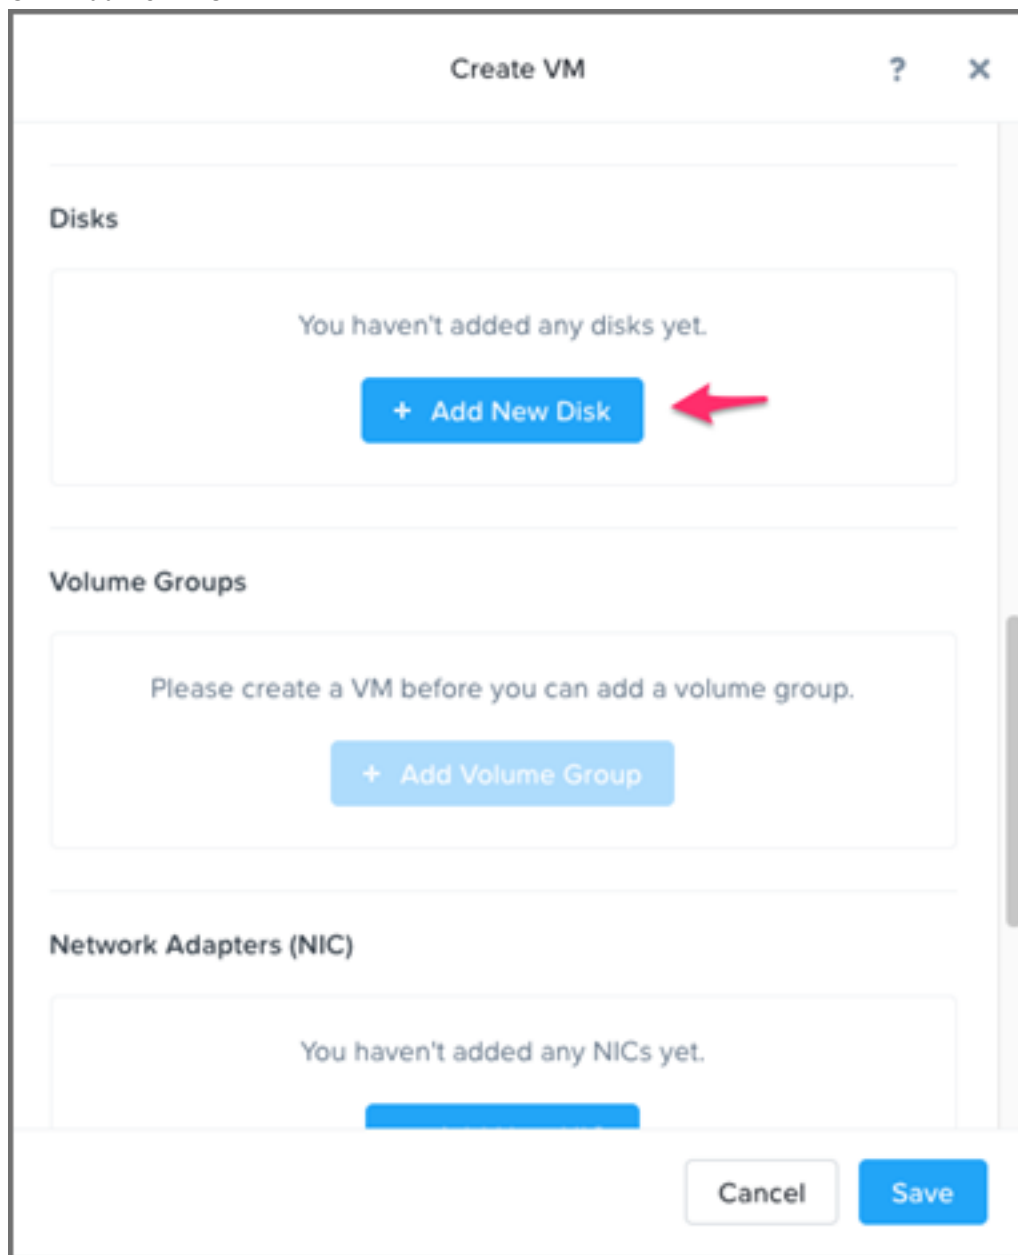 Create VM ? ×
Disks
You haven't added any disks yet.
+ Add New Disk
Volume Groups
Please create a VM before you can add a volume group.
+ Add Volume Group
Network Adapters (NIC)
You haven't added any NICs yet.
Cancel Save